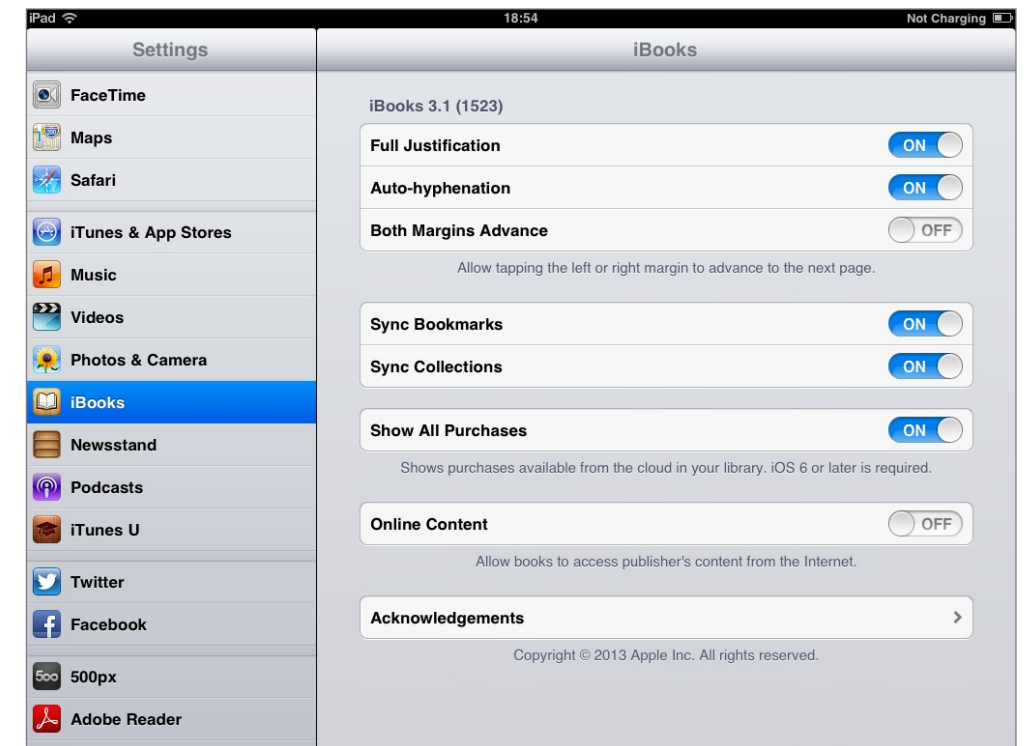 iPad 18:54 Not Charging
Settings
iBooks
FaceTime
Maps
Safari
iTunes & App Stores
Music
Videos
Photos & Camera
iBooks
Newsstand
Podcasts
iTunes U
Twitter
Facebook
500 500px
Adobe Reader
iBooks 3.1 (1523)
Full Justification ON
Auto-hyphenation ON
Both Margins Advance OFF
Allow tapping the left or right margin to advance to the next page.
Sync Bookmarks ON
Sync Collections ON
Show All Purchases ON
Shows purchases available from the cloud in your library. iOS 6 or later is required.
Online Content OFF
Allow books to access publisher's content from the Internet.
Acknowledgements
Copyright © 2013 Apple Inc. All rights reserved.